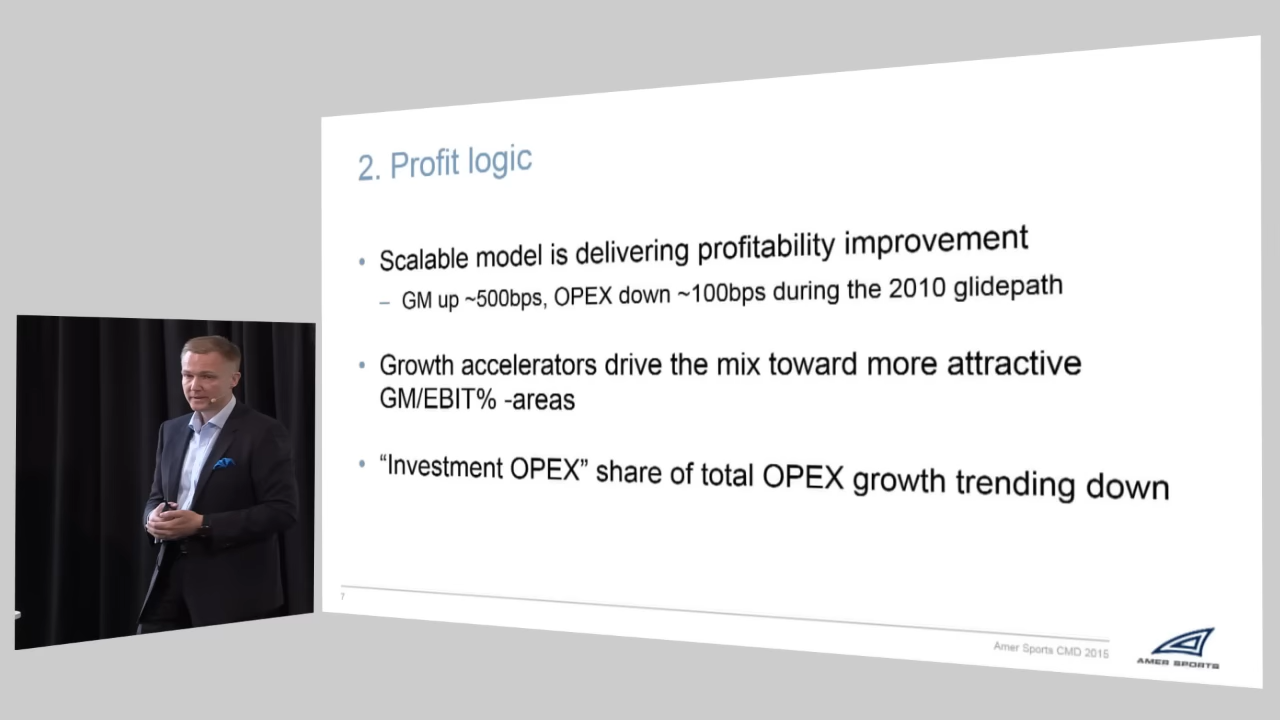 2. Profit logic
• Scalable model is delivering profitability improvement
– GM up ~500bps, OPEX down ~100bps during the 2010 glidepath
• Growth accelerators drive the mix toward more attractive
GM/EBIT% -areas
• “Investment OPEX” share of total OPEX growth trending down
7
Amer Sports CMD 2015
AMER SPORTS